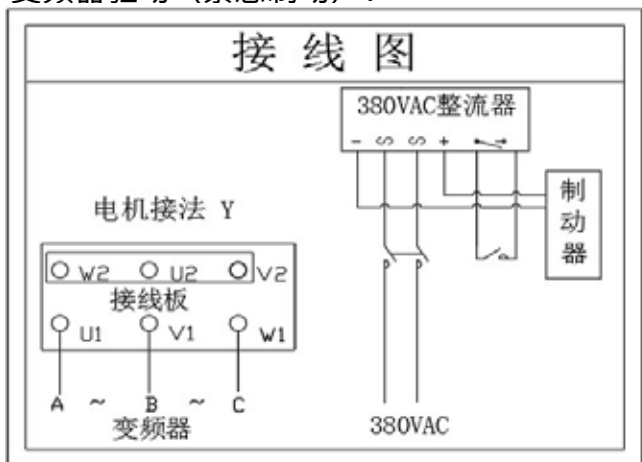 变频器驱动（紧急制动）：
接 线 图
380VAC整流器
- ∽ ∽ +
制动器
电机接法 Y
W2 U2 V2
接线板
U1 V1 W1
A ~ B ~ C
变频器
380VAC